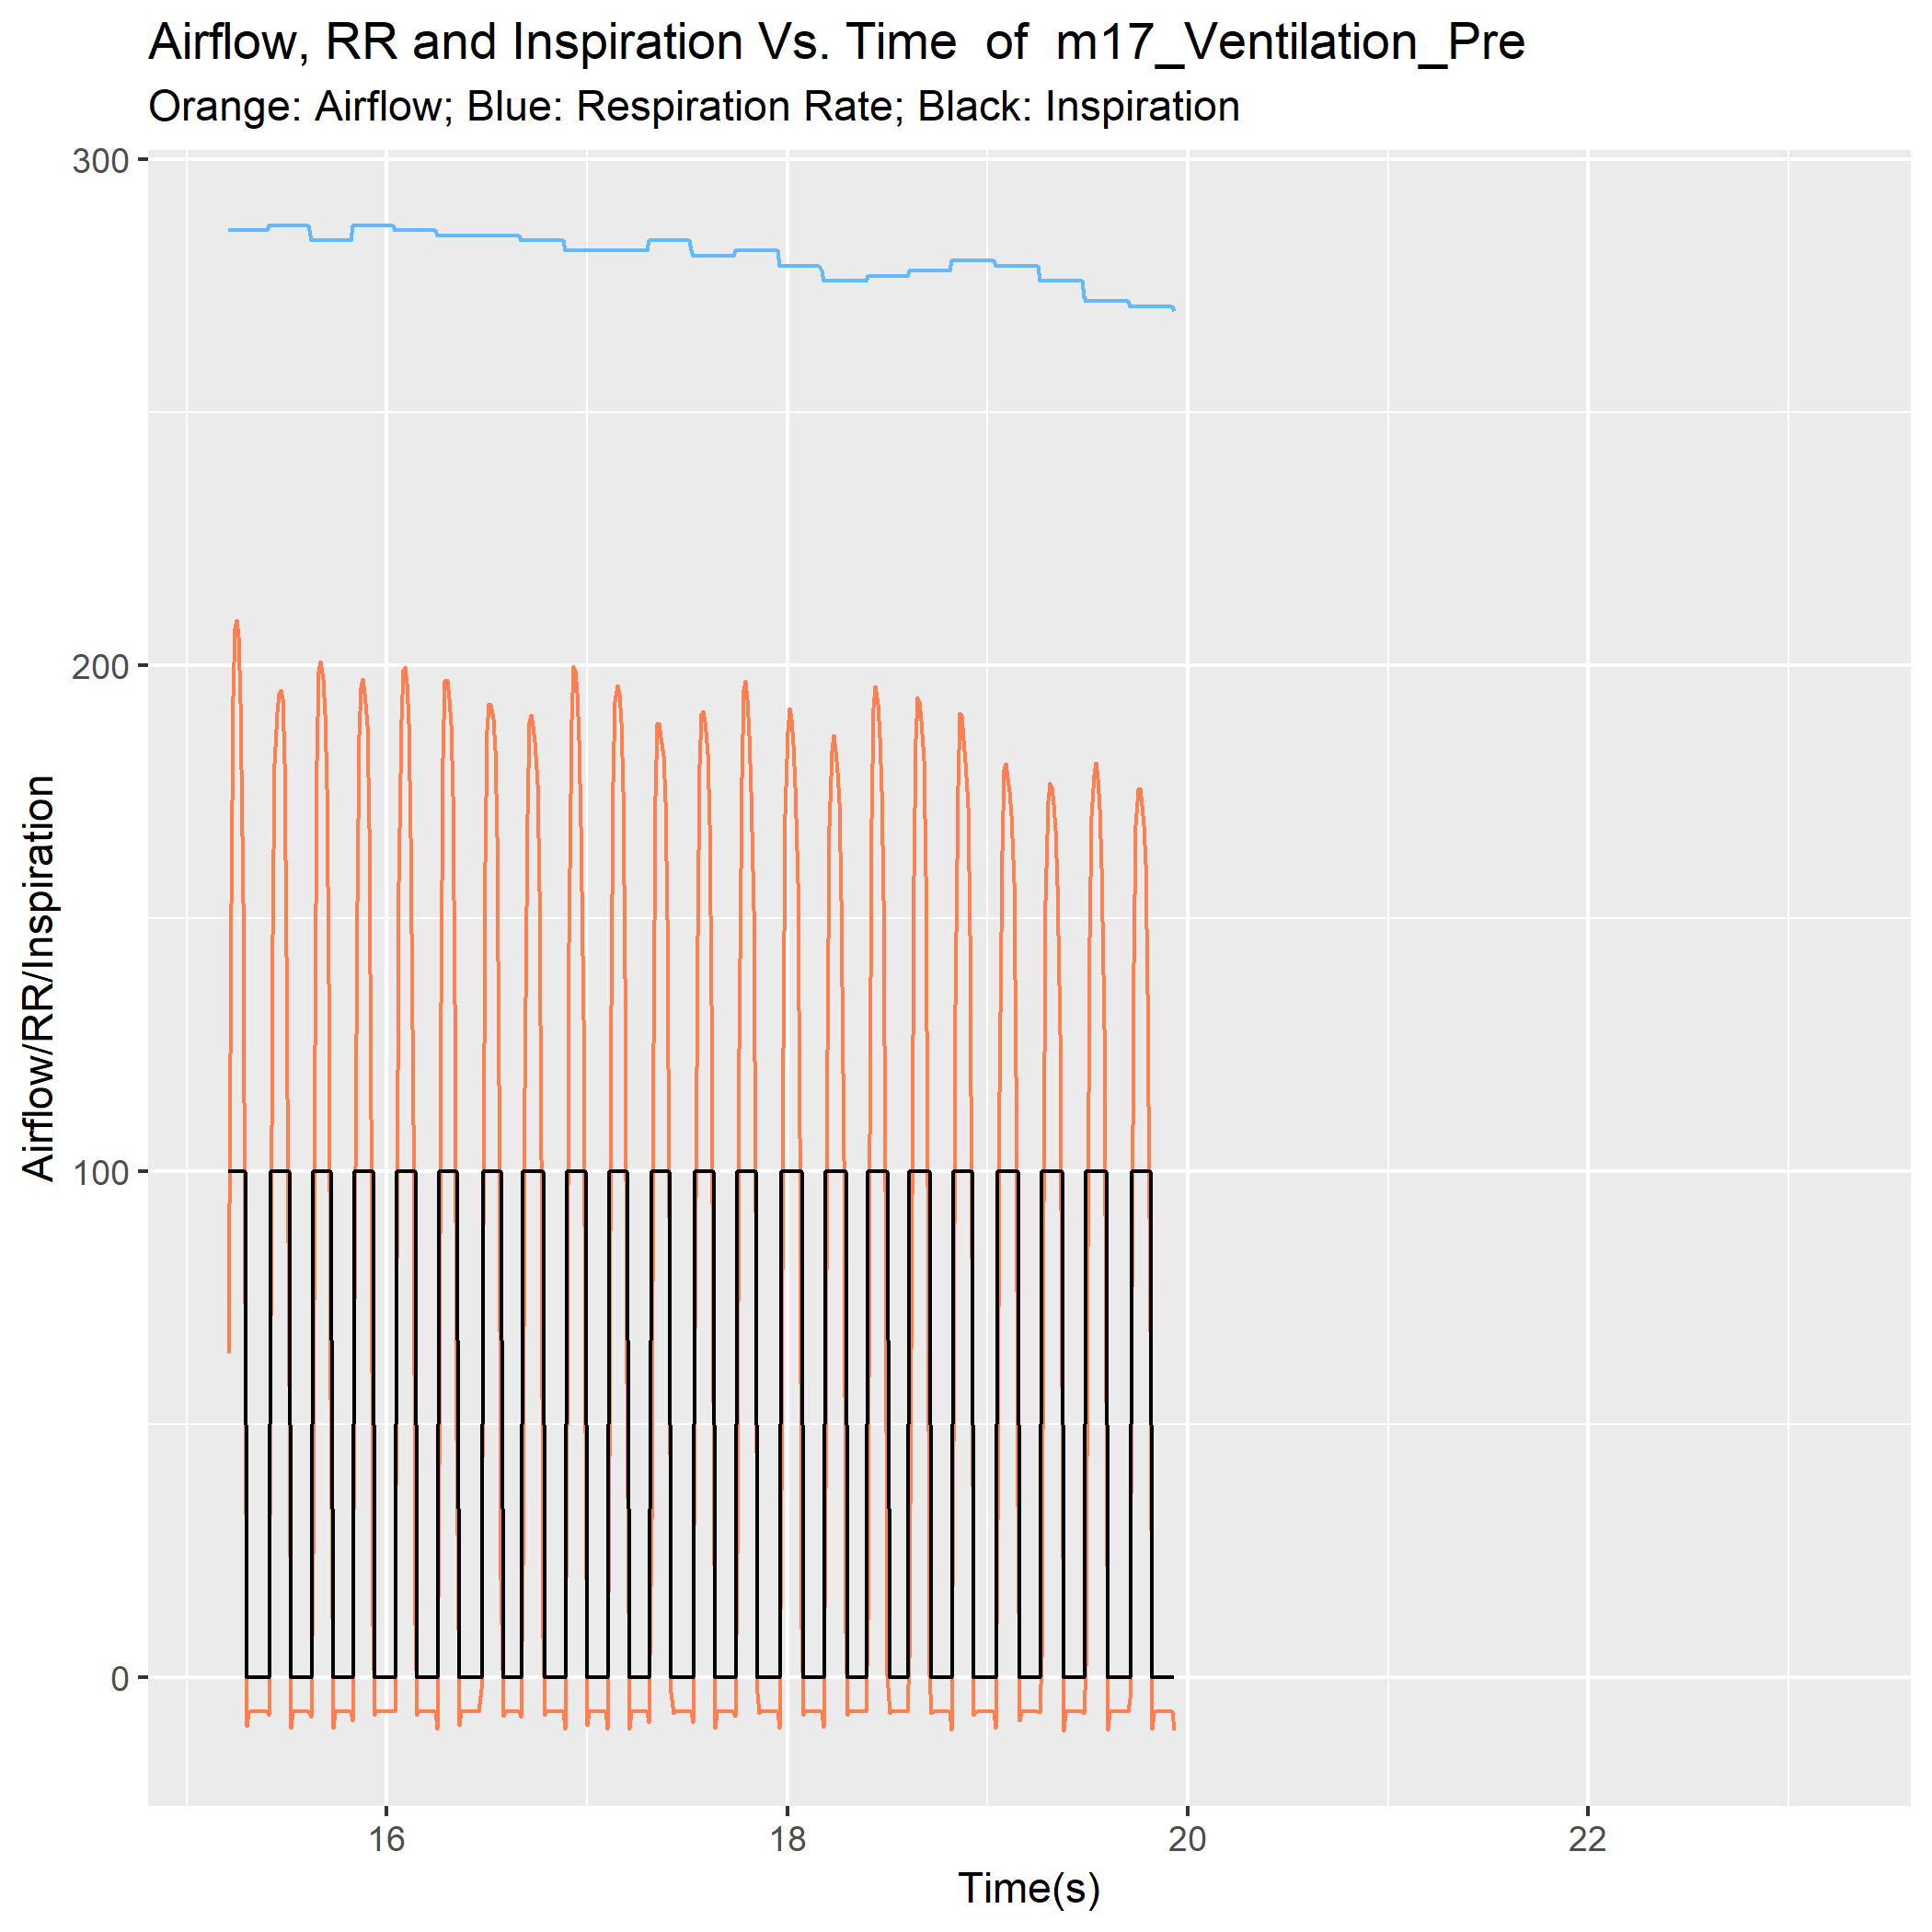 Airflow, RR and Inspiration Vs. Time  of  m17_Ventilation_Pre
Orange: Airflow; Blue: Respiration Rate; Black: Inspiration
300
200
100
0
Airflow/RR/Inspiration
16 18 20 22
Time(s)